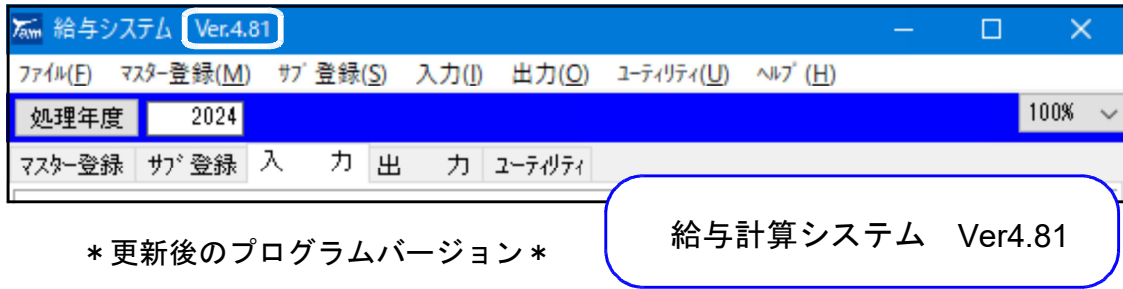 Tam 給与システム Ver.4.81
ファイル(F) マスター登録(M) サブ登録(S) 入力(I) 出力(O) ユーティリティ(U) ヘルプ(H)
処理年度 2024 100%
マスター登録 サブ登録 入 力 出 力 ユーティリティ
給与計算システム Ver4.81
*更新後のプログラムバージョン*